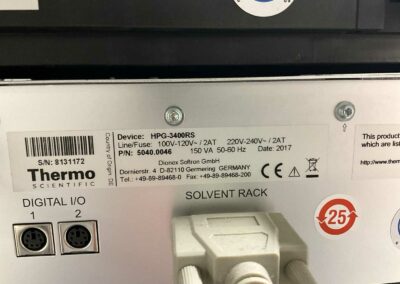 S/N: 8131172
Thermo
SCIENTIFIC
Country of Origin: DE
Device: HPG-3400RS
Line/Fuse: 100V-120V~ / 2AT 220V-240V~ / 2AT
P/N: 5040.0046 150 VA 50-60 Hz Date: 2017
Dionex Softron GmbH
Dornierstr. 4 D-82110 Germering GERMANY
Tel.: +49-89-89468-0 Fax: +49-89-89468-200
CE
This produc
which are lis
http://www.therm
DIGITAL I/O
1 2
SOLVENT RACK
25